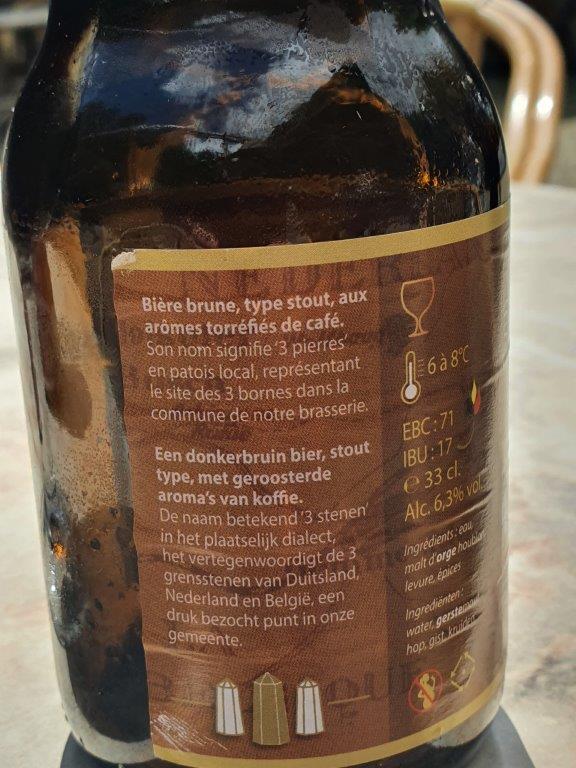 Bière brune, type stout, aux
arômes torréfiés de café.
Son nom signifie '3 pierres'
en patois local, représentant
le site des 3 bornes dans la
commune de notre brasserie.
Een donkerbruin bier, stout
type, met geroosterde
aroma's van koffie.
De naam betekend '3 stenen'
in het plaatselijk dialect,
het vertegenwoordigt de 3
grensstenen van Duitsland,
Nederland en België, een
druk bezocht punt in onze
gemeente.
6 à 8°C
EBC : 71
IBU : 17
℮ 33 cl.
Alc. 6,3% vol.
Ingrédients : eau,
malt d'orge houblon
levure, épices
Ingrediënten :
water,
hop, gist, kruiden